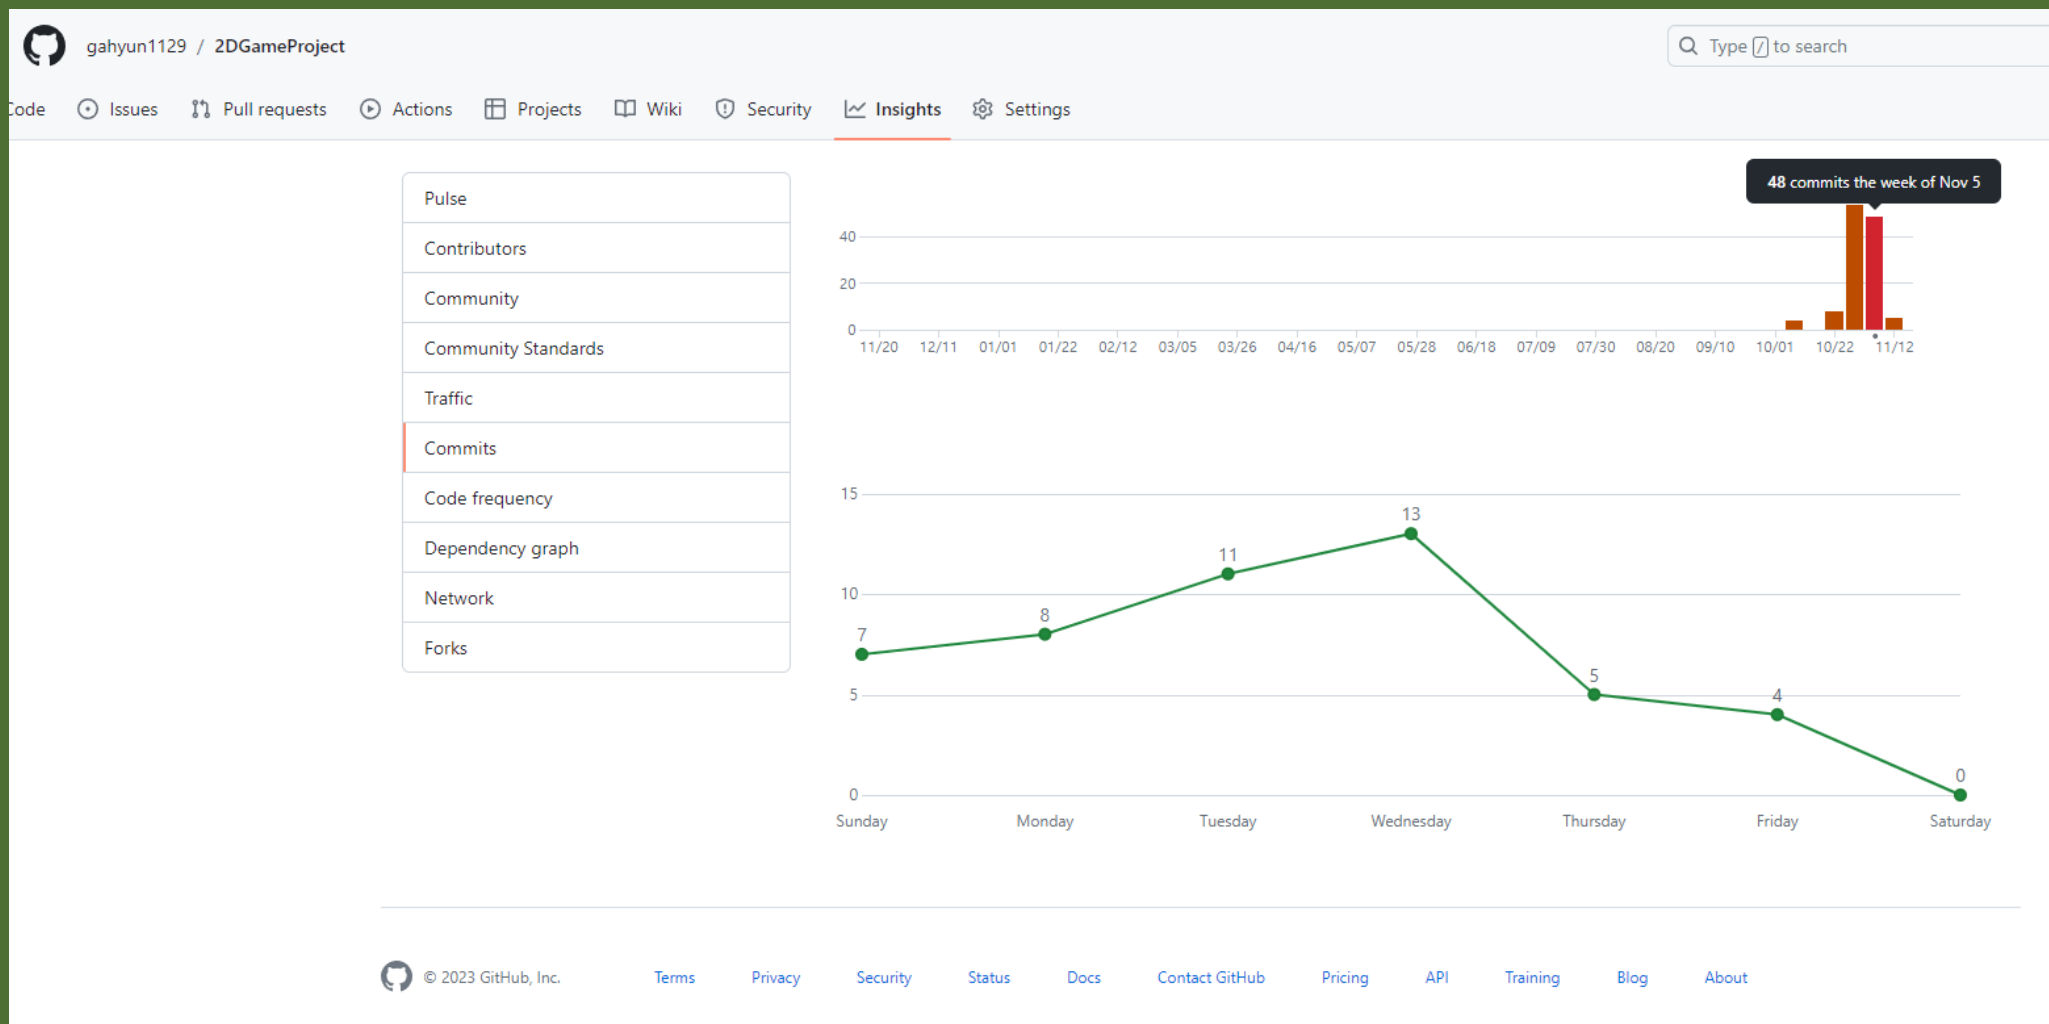 gahyun1129 / 2DGameProject
Type / to search
Code Issues Pull requests Actions Projects Wiki Security Insights Settings
Pulse
Contributors
Community
Community Standards
Traffic
Commits
Code frequency
Dependency graph
Network
Forks
48 commits the week of Nov 5
40
20
0
11/20 12/11 01/01 01/22 02/12 03/05 03/26 04/16 05/07 05/28 06/18 07/09 07/30 08/20 09/10 10/01 10/22 11/12
15
13
11
10
8
7
5
5
4
0
0
Sunday Monday Tuesday Wednesday Thursday Friday Saturday
© 2023 GitHub, Inc. Terms Privacy Security Status Docs Contact GitHub Pricing API Training Blog About